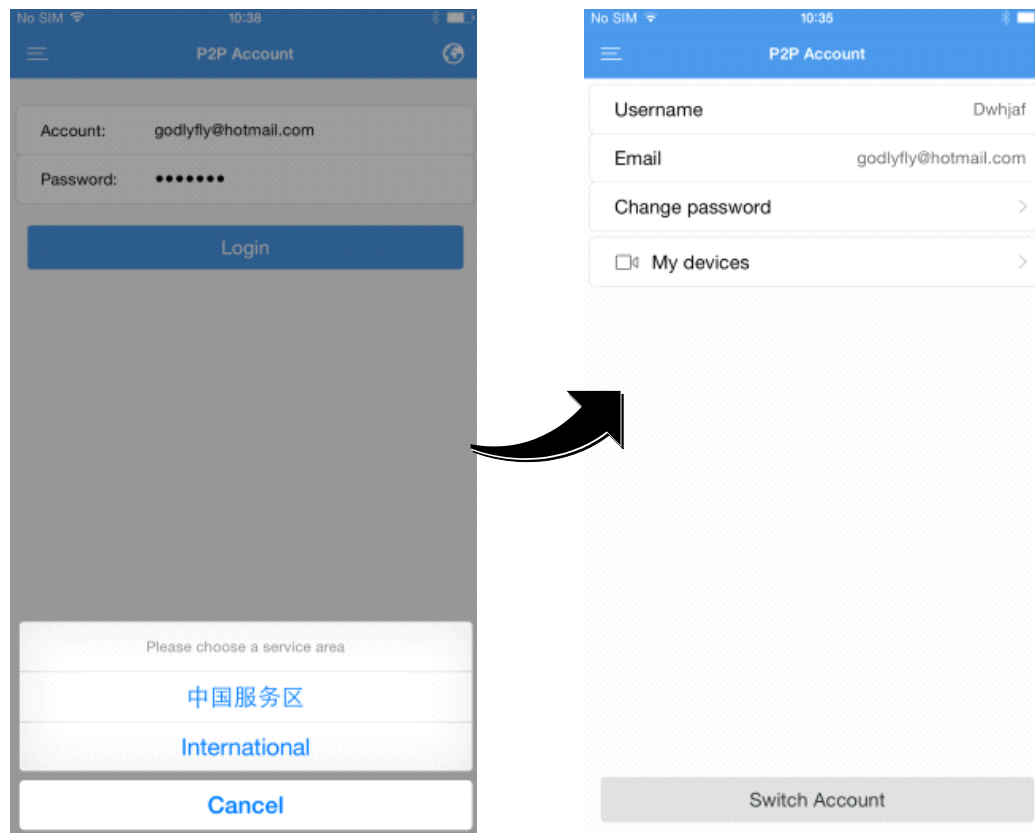 No SIM 10:38
P2P Account
Account: godlyfly@hotmail.com
Password: •••••••
Login
Please choose a service area
中国服务区
International
Cancel
No SIM 10:35
P2P Account
Username Dwhjaf
Email godlyfly@hotmail.com
Change password
My devices
Switch Account